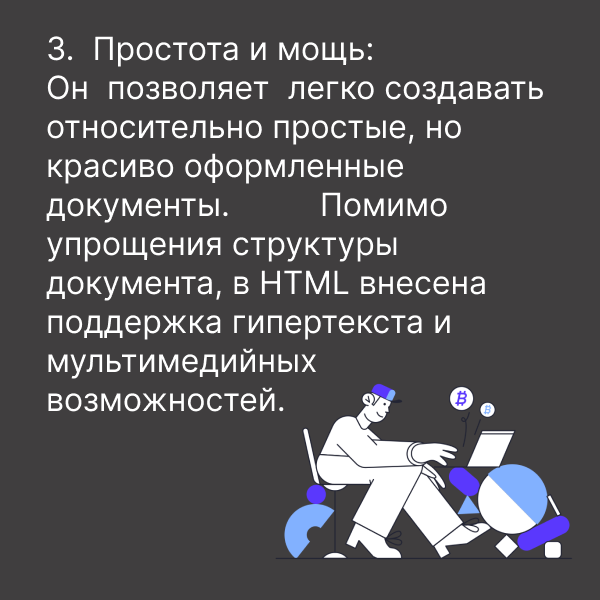 3.  Простота и мощь:
Он  позволяет  легко создавать
относительно простые, но
красиво оформленные
документы.          Помимо
упрощения структуры
документа, в HTML внесена
поддержка гипертекста и
мультимедийных
возможностей.